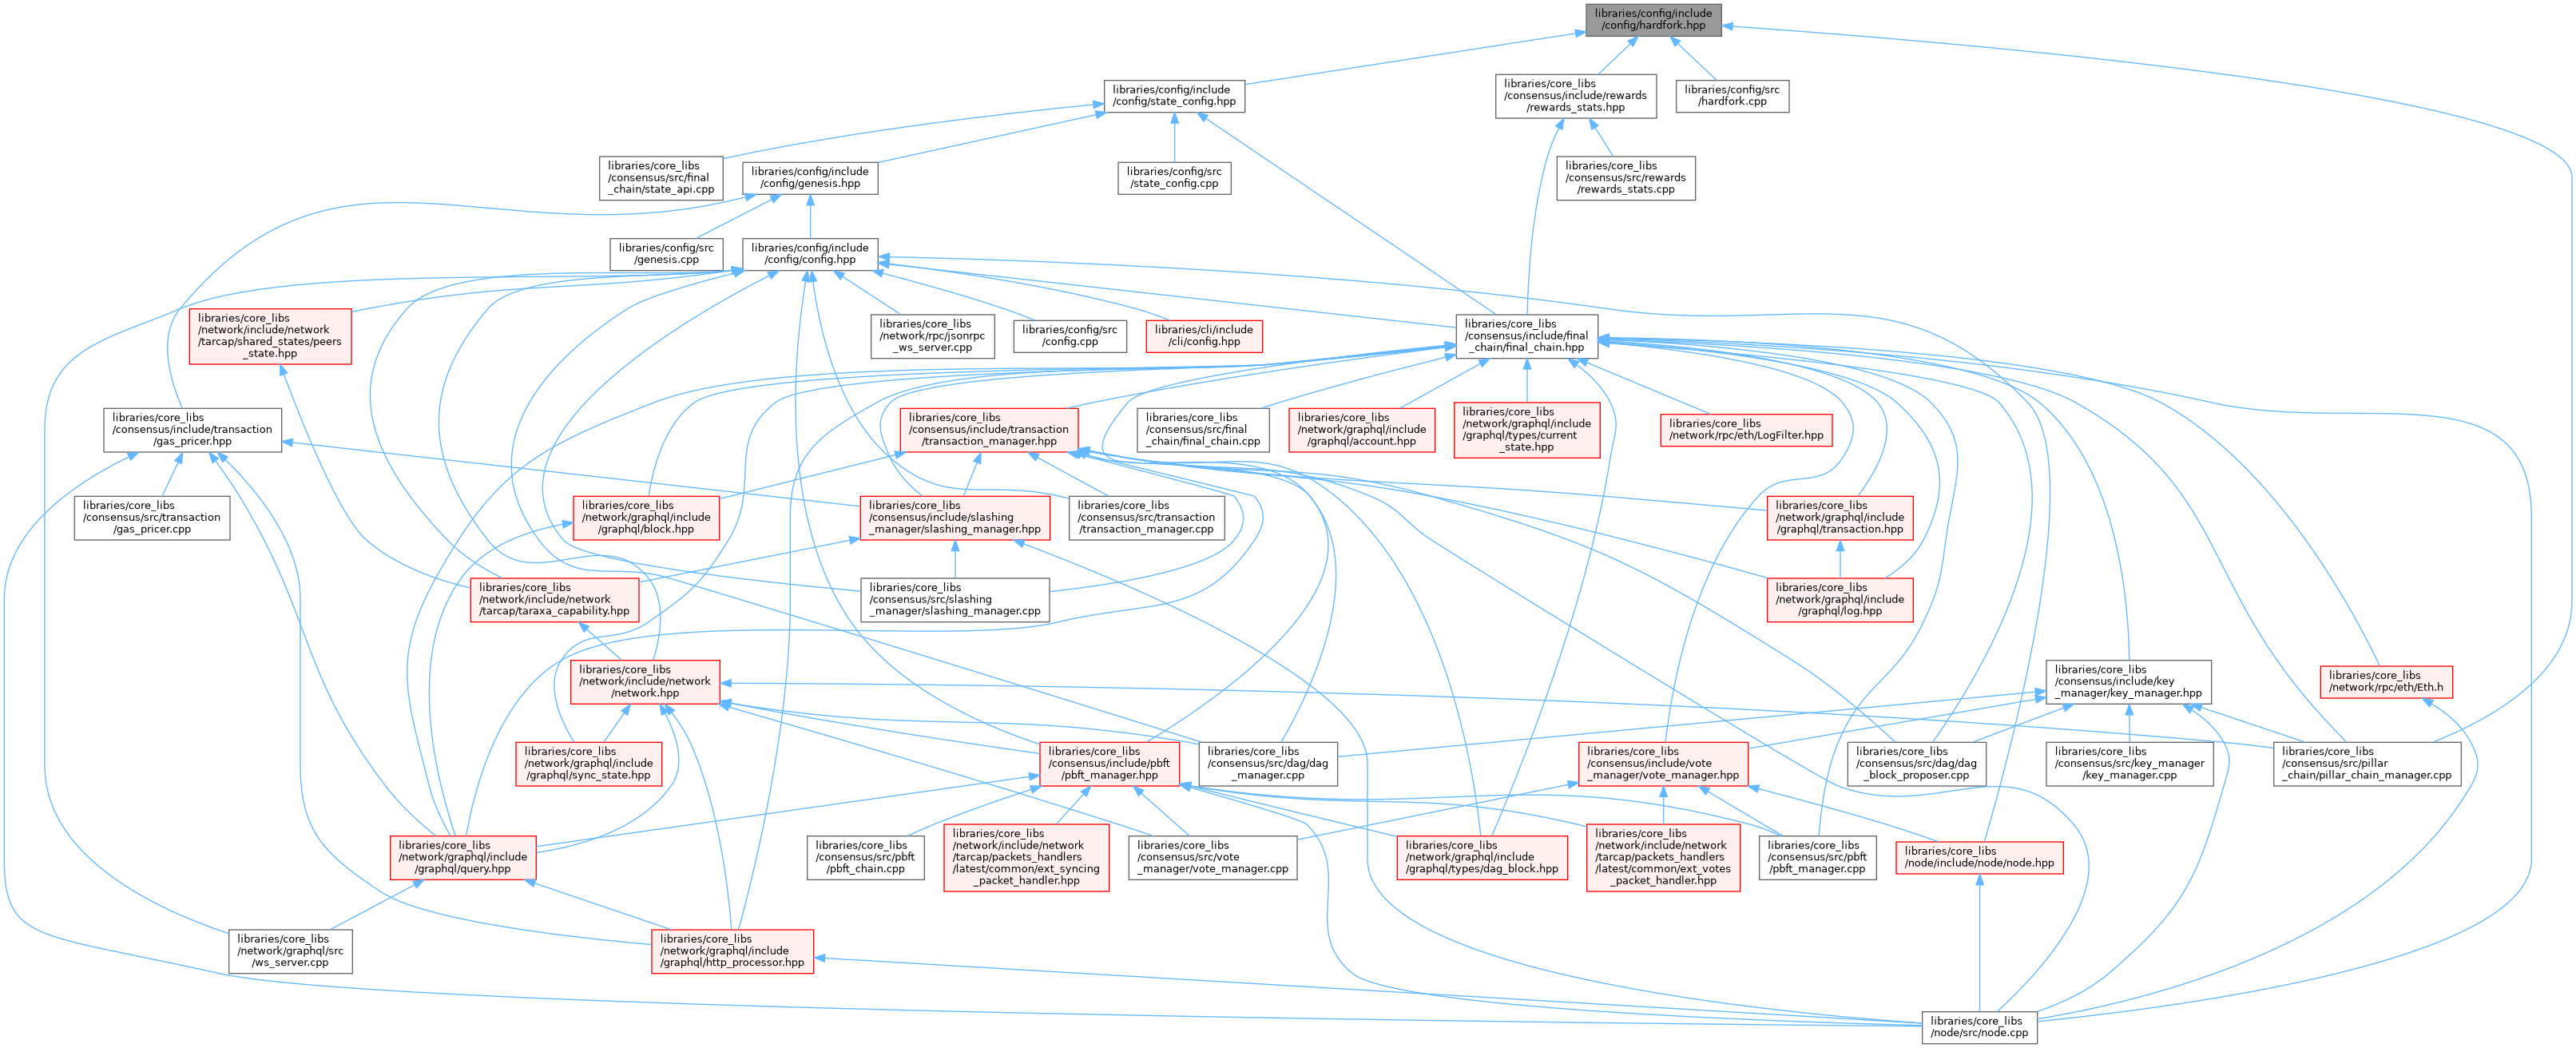 libraries/config/include
/config/hardfork.hpp
libraries/config/include
/config/state_config.hpp
libraries/core_libs
/consensus/include/rewards
/rewards_stats.hpp
libraries/config/src
/hardfork.cpp
libraries/core_libs
/consensus/src/final
_chain/state_api.cpp
libraries/config/include
/config/genesis.hpp
libraries/config/src
/state_config.cpp
libraries/core_libs
/consensus/src/rewards
/rewards_stats.cpp
libraries/config/src
/genesis.cpp
libraries/config/include
/config/config.hpp
libraries/core_libs
/network/include/network
/tarcap/shared_states/peers
_state.hpp
libraries/core_libs
/network/rpc/jsonrpc
_ws_server.cpp
libraries/config/src
/config.cpp
libraries/cli/include
/cli/config.hpp
libraries/core_libs
/consensus/include/final
_chain/final_chain.hpp
libraries/core_libs
/consensus/include/transaction
/gas_pricer.hpp
libraries/core_libs
/consensus/include/transaction
/transaction_manager.hpp
libraries/core_libs
/consensus/src/final
_chain/final_chain.cpp
libraries/core_libs
/network/graphql/include
/graphql/account.hpp
libraries/core_libs
/network/graphql/include
/graphql/types/current
_state.hpp
libraries/core_libs
/network/rpc/eth/LogFilter.hpp
libraries/core_libs
/consensus/src/transaction
/gas_pricer.cpp
libraries/core_libs
/network/graphql/include
/graphql/block.hpp
libraries/core_libs
/consensus/include/slashing
_manager/slashing_manager.hpp
libraries/core_libs
/consensus/src/transaction
/transaction_manager.cpp
libraries/core_libs
/network/graphql/include
/graphql/transaction.hpp
libraries/core_libs
/network/include/network
/tarcap/taraxa_capability.hpp
libraries/core_libs
/consensus/src/slashing
_manager/slashing_manager.cpp
libraries/core_libs
/network/graphql/include
/graphql/log.hpp
libraries/core_libs
/network/include/network
/network.hpp
libraries/core_libs
/consensus/include/key
_manager/key_manager.hpp
libraries/core_libs
/network/rpc/eth/Eth.h
libraries/core_libs
/network/graphql/include
/graphql/sync_state.hpp
libraries/core_libs
/consensus/include/pbft
/pbft_manager.hpp
libraries/core_libs
/consensus/src/dag/dag
_manager.cpp
libraries/core_libs
/consensus/include/vote
_manager/vote_manager.hpp
libraries/core_libs
/consensus/src/dag/dag
_block_proposer.cpp
libraries/core_libs
/consensus/src/key_manager
/key_manager.cpp
libraries/core_libs
/consensus/src/pillar
_chain/pillar_chain_manager.cpp
libraries/core_libs
/network/graphql/include
/graphql/query.hpp
libraries/core_libs
/consensus/src/pbft
/pbft_chain.cpp
libraries/core_libs
/network/include/network
/tarcap/packets_handlers
/latest/common/ext_syncing
_packet_handler.hpp
libraries/core_libs
/consensus/src/vote
_manager/vote_manager.cpp
libraries/core_libs
/network/graphql/include
/graphql/types/dag_block.hpp
libraries/core_libs
/network/include/network
/tarcap/packets_handlers
/latest/common/ext_votes
_packet_handler.hpp
libraries/core_libs
/consensus/src/pbft
/pbft_manager.cpp
libraries/core_libs
/node/include/node/node.hpp
libraries/core_libs
/network/graphql/src
/ws_server.cpp
libraries/core_libs
/network/graphql/include
/graphql/http_processor.hpp
libraries/core_libs
/node/src/node.cpp